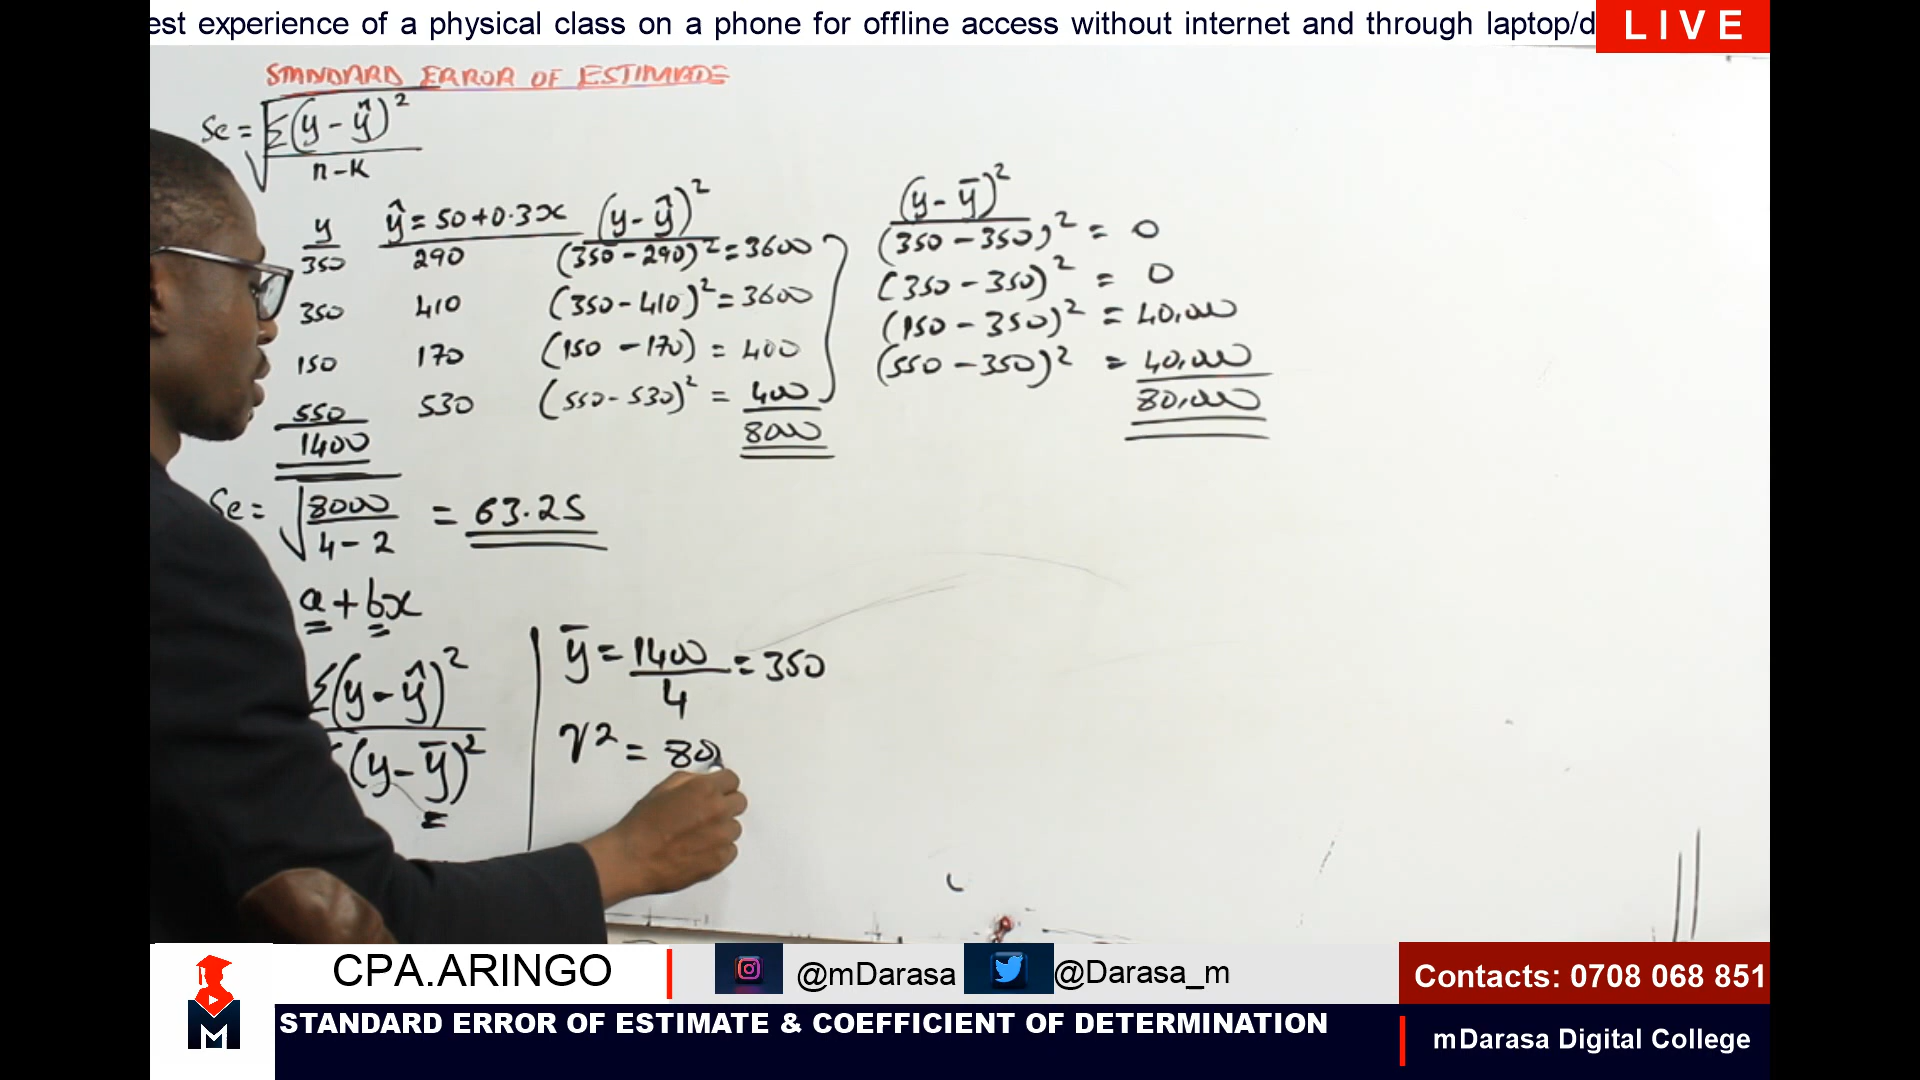 est experience of a physical class on a phone for offline access without internet and through laptop/d
LIVE
STANDARD ERROR OF ESTIMATE
Se = √Σ(y - ŷ)²
n - k
y
ŷ = 50 + 0.3x
(y - ŷ)²
(y - ȳ)²
350
290
(350 - 290)² = 3600
(350 - 350)² = 0
350
410
(350 - 410)² = 3600
(350 - 350)² = 0
150
170
(150 - 170) = 400
(150 - 350)² = 40,000
550
530
(550 - 530)² = 400
(550 - 350)² = 40,000
1400
8000
80,000
Se = √8000
4 - 2
= 63.25
a + bx
Σ(y - ŷ)²
(y - ȳ)²
ȳ = 1400
4
= 350
r² = 80
CPA.ARINGO
@mDarasa
@Darasa_m
Contacts: 0708 068 851
M
STANDARD ERROR OF ESTIMATE & COEFFICIENT OF DETERMINATION
mDarasa Digital College